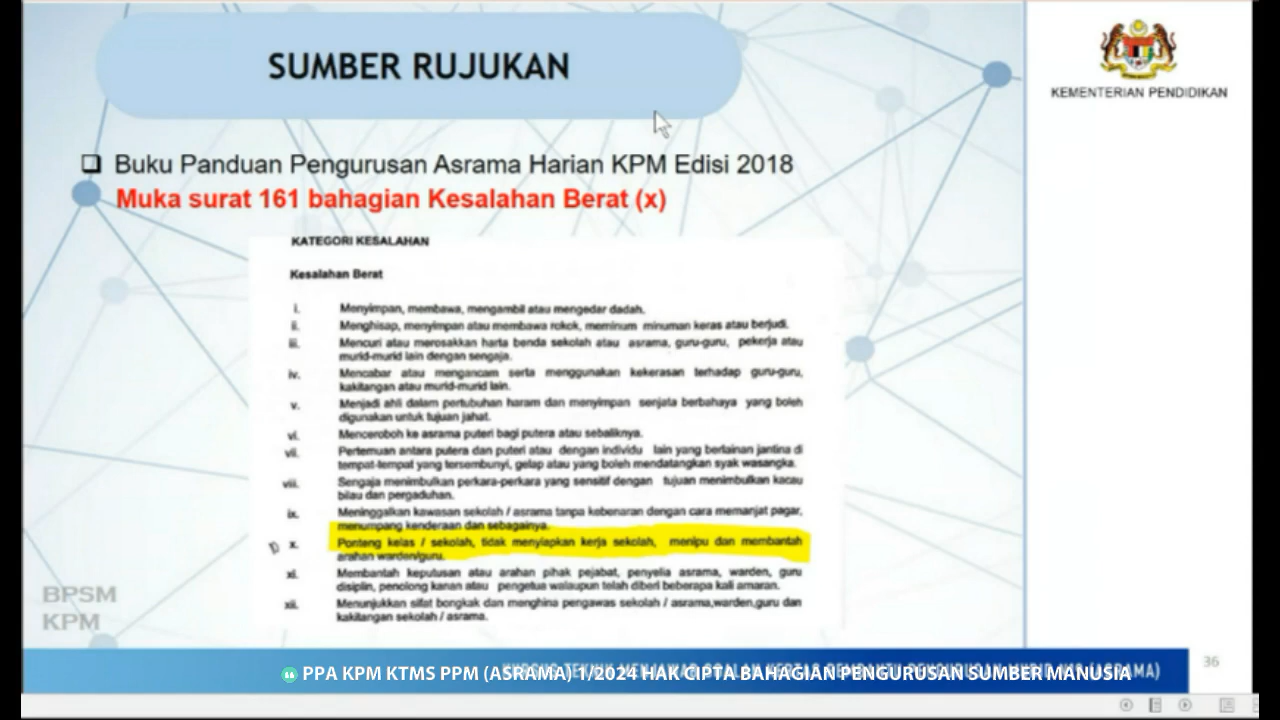 SUMBER RUJUKAN
KEMENTERIAN PENDIDIKAN
❑ Buku Panduan Pengurusan Asrama Harian KPM Edisi 2018
Muka surat 161 bahagian Kesalahan Berat (x)
KATEGORI KESALAHAN
Kesalahan Berat
i. Menyimpan, membawa, mengambil atau mengedar dadah.
ii. Menghisap, menyimpan atau membawa rokok, meminum minuman keras atau berjudi.
iii. Mencuri atau merosakkan harta benda sekolah atau asrama, guru-guru, pekerja atau
murid-murid lain dengan sengaja.
iv. Mencabar atau mengancam serta menggunakan kekerasan terhadap guru-guru,
kakitangan atau murid-murid lain.
v. Menjadi ahli dalam pertubuhan haram dan menyimpan senjata berbahaya yang boleh
digunakan untuk tujuan jahat.
vi. Menceroboh ke asrama puteri bagi putera atau sebaliknya.
vii. Pertemuan antara putera dan puteri atau dengan individu lain yang berlainan jantina di
tempat-tempat yang tersembunyi, gelap atau yang boleh mendatangkan syak wasangka.
viii. Sengaja menimbulkan perkara-perkara yang sensitif dengan tujuan menimbulkan kacau
bilau dan pergaduhan.
ix. Meninggalkan kawasan sekolah / asrama tanpa kebenaran dengan cara memanjat pagar,
menumpang kenderaan dan sebagainya.
x. Ponteng kelas / sekolah, tidak menyiapkan kerja sekolah, menipu dan membantah
arahan warden/guru.
xi. Membantah keputusan atau arahan pihak pejabat, penyelia asrama, warden, guru
disiplin, penolong kanan atau pengetua walaupun telah diberi beberapa kali amaran.
xii. Menunjukkan sifat bongkak dan menghina pengawas sekolah / asrama,warden,guru dan
kakitangan sekolah / asrama.
BPSM
KPM
PPA KPM KTMS PPM (ASRAMA) 1/2024 HAK CIPTA BAHAGIAN PENGURUSAN SUMBER MANUSIA
36